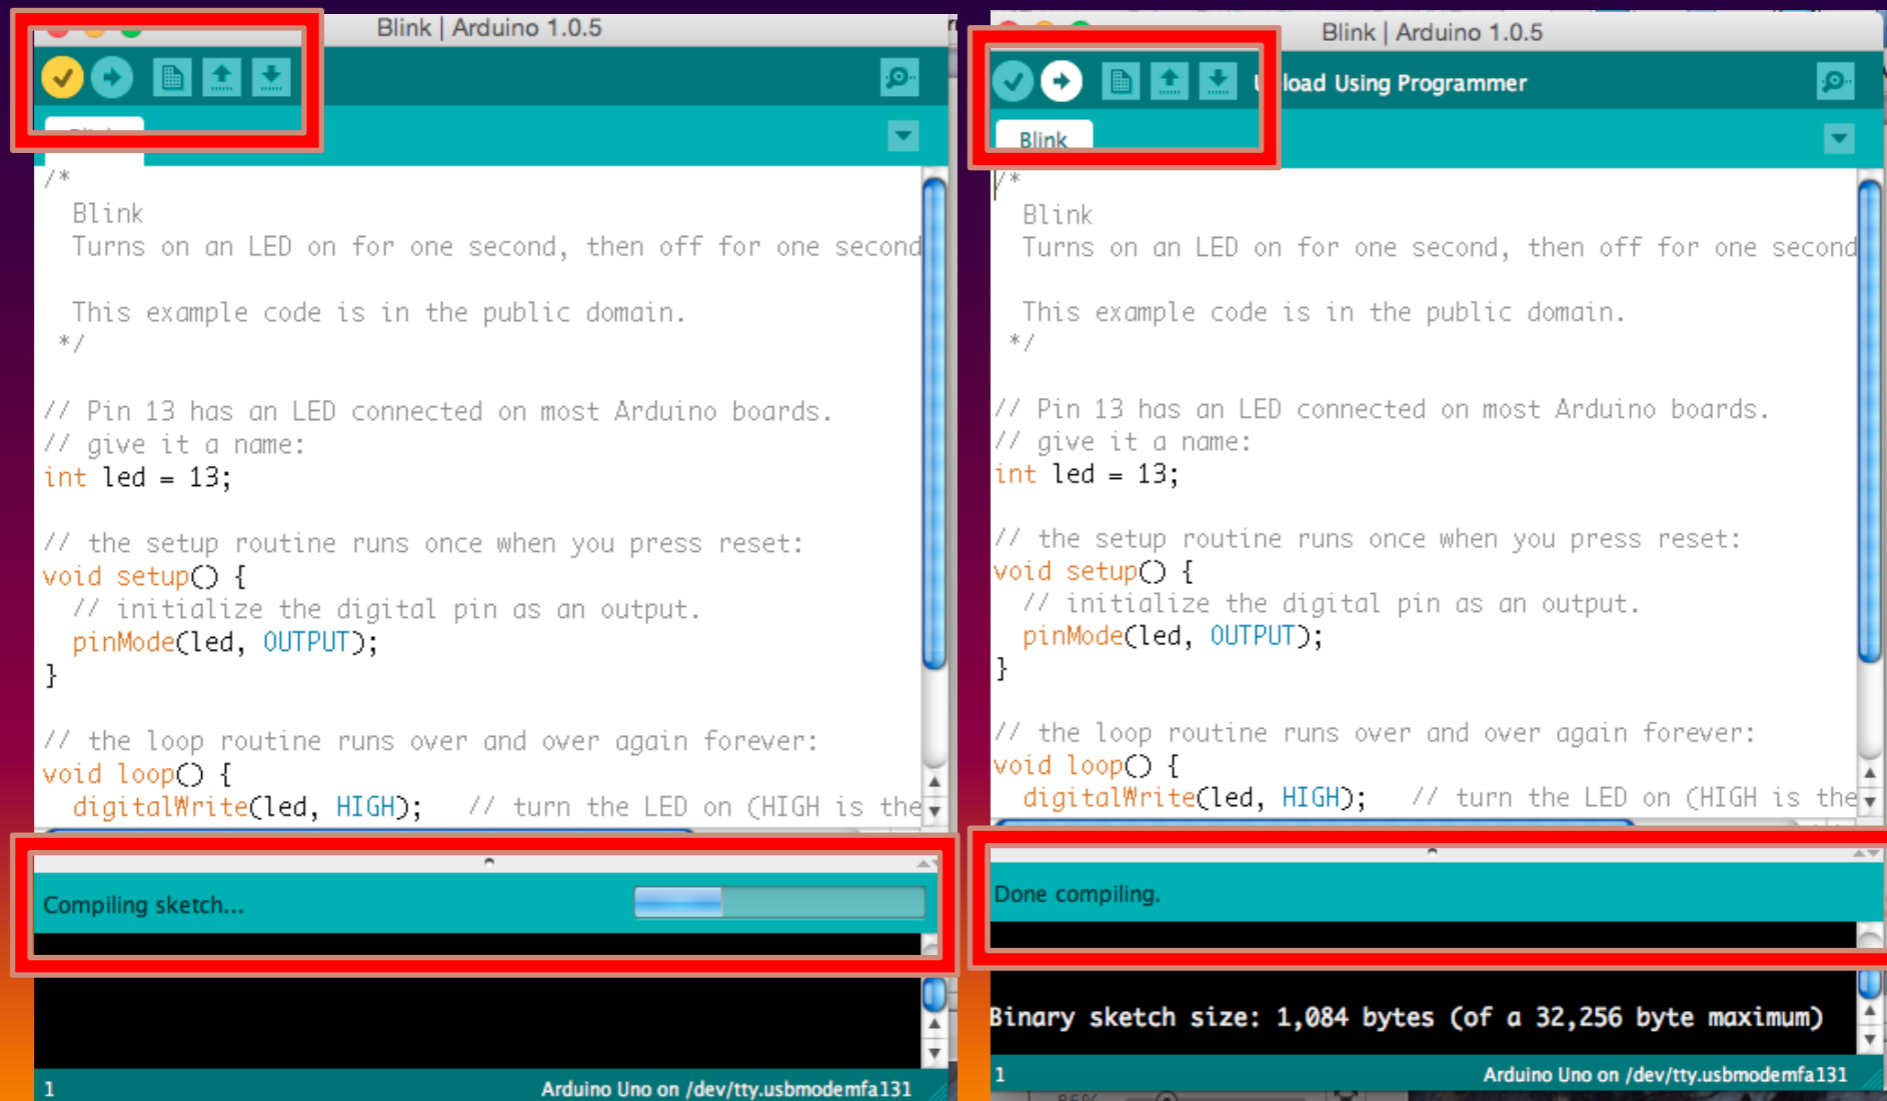 Blink | Arduino 1.0.5
/*
Blink
Turns on an LED on for one second, then off for one second
This example code is in the public domain.
*/
// Pin 13 has an LED connected on most Arduino boards.
// give it a name:
int led = 13;
// the setup routine runs once when you press reset:
void setup() {
// initialize the digital pin as an output.
pinMode(led, OUTPUT);
}
// the loop routine runs over and over again forever:
void loop() {
digitalWrite(led, HIGH);   // turn the LED on (HIGH is the
Compiling sketch...
1
Arduino Uno on /dev/tty.usbmodemfa131
Blink | Arduino 1.0.5
load Using Programmer
Blink
/*
Blink
Turns on an LED on for one second, then off for one second
This example code is in the public domain.
*/
// Pin 13 has an LED connected on most Arduino boards.
// give it a name:
int led = 13;
// the setup routine runs once when you press reset:
void setup() {
// initialize the digital pin as an output.
pinMode(led, OUTPUT);
}
// the loop routine runs over and over again forever:
void loop() {
digitalWrite(led, HIGH);   // turn the LED on (HIGH is the
Done compiling.
Binary sketch size: 1,084 bytes (of a 32,256 byte maximum)
1
Arduino Uno on /dev/tty.usbmodemfa131